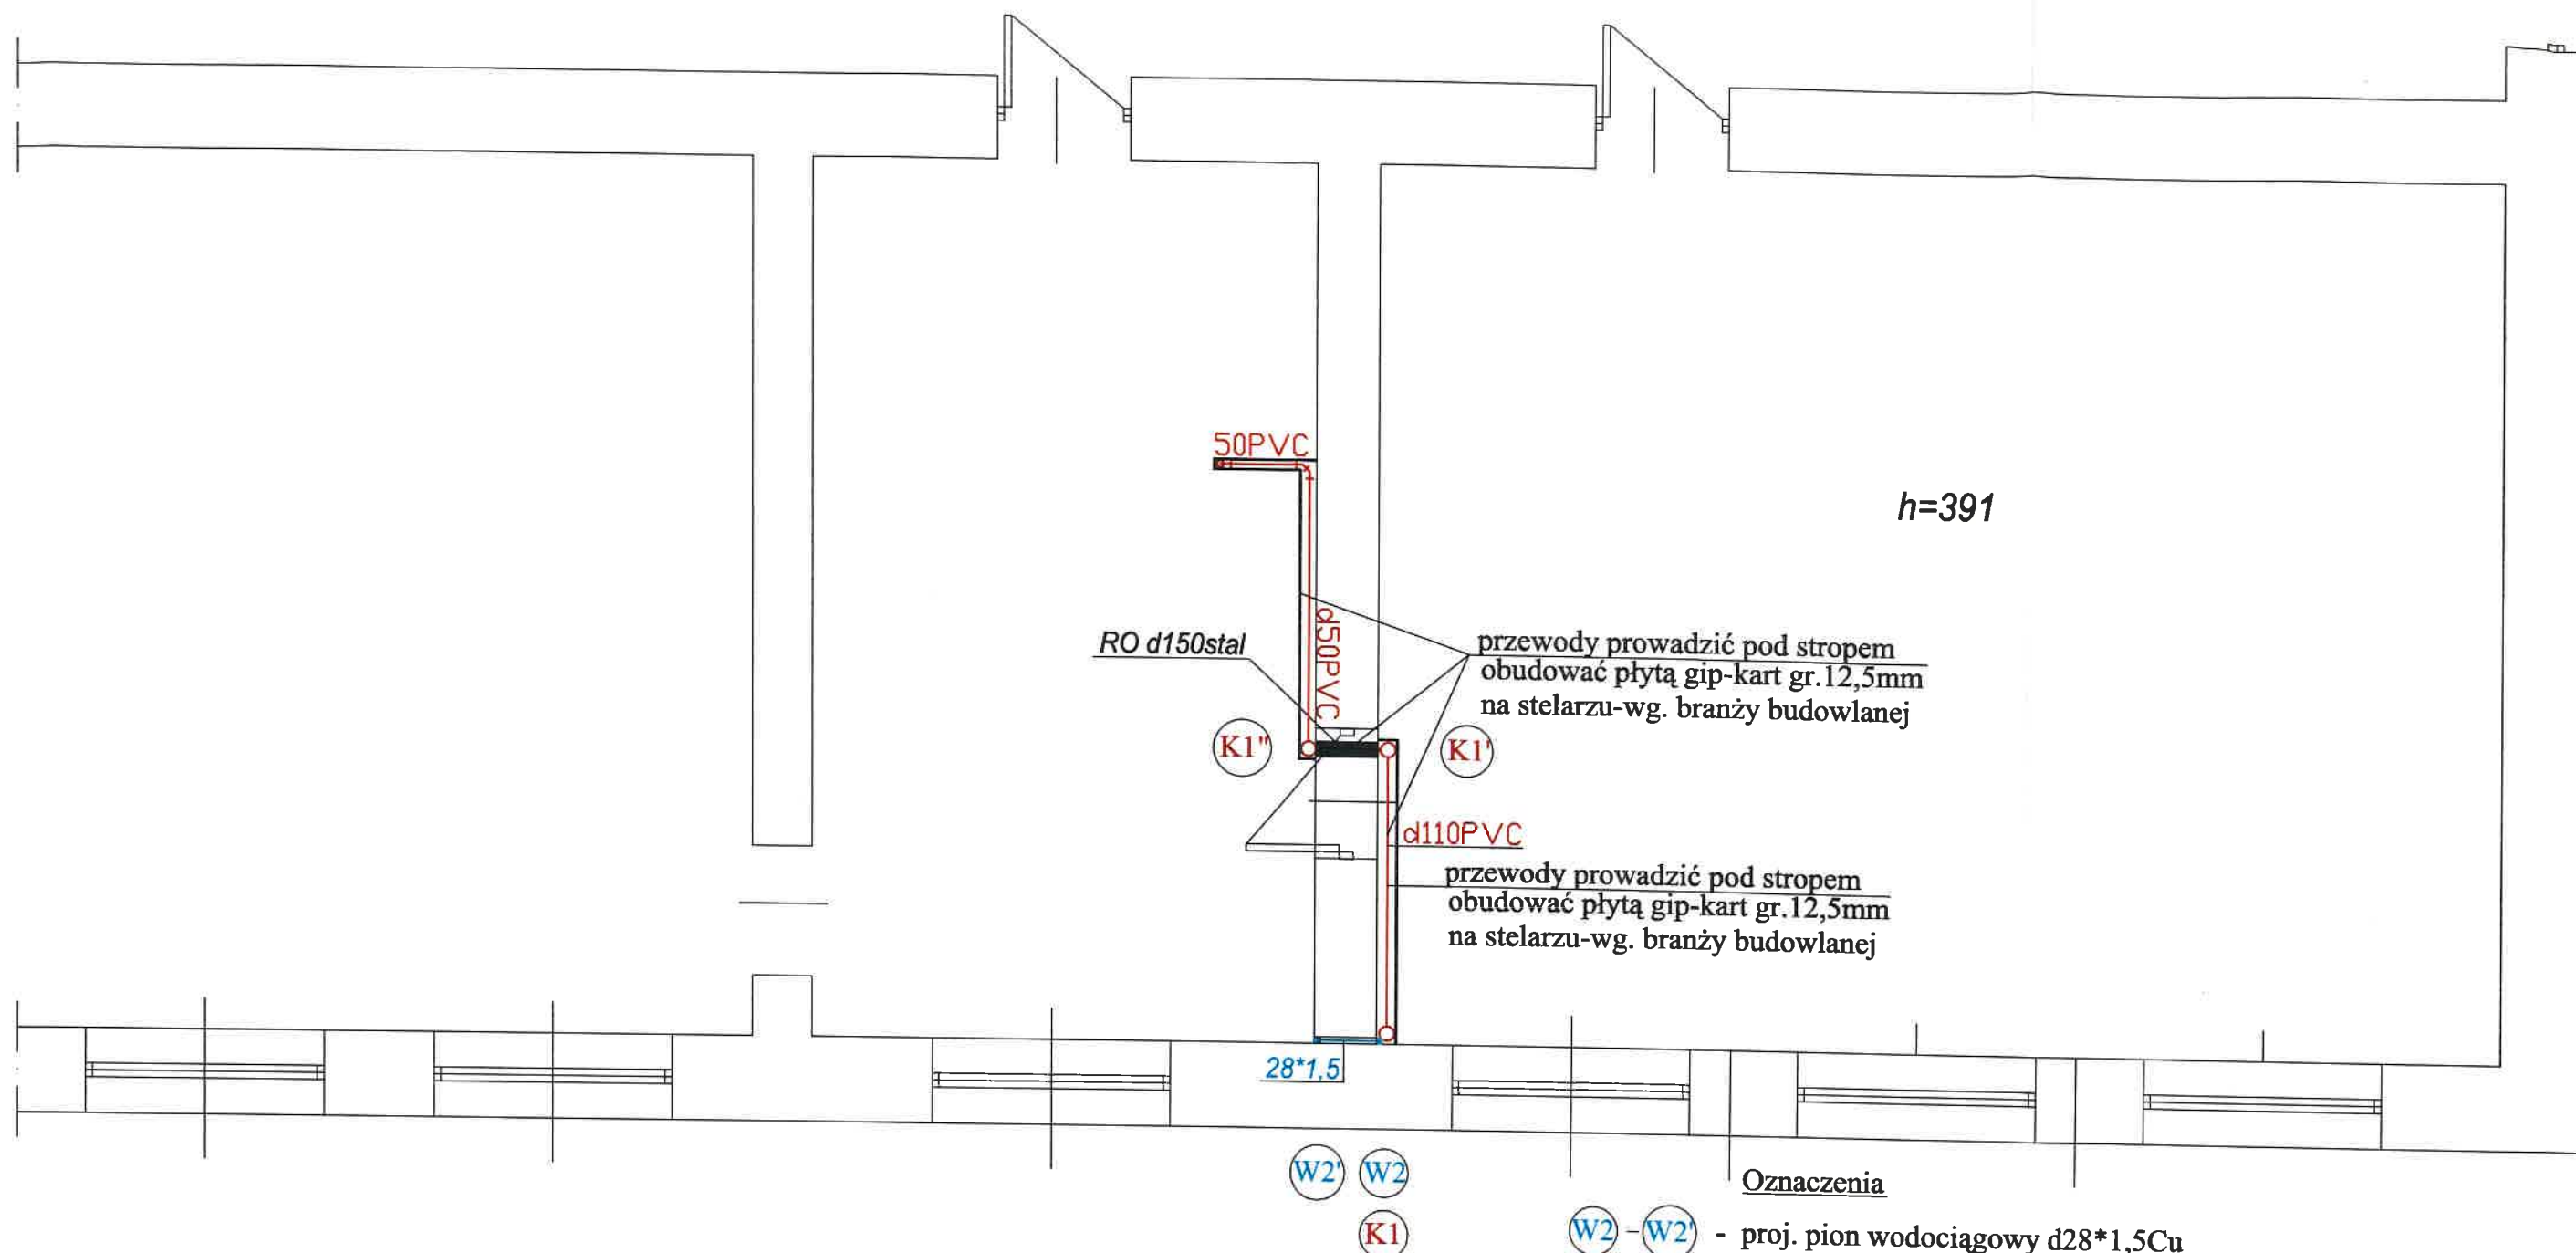 50PVC
h=391
d50PVC
RO d150stal
przewody prowadzić pod stropem
obudować płytą gip-kart gr.12,5mm
na stelarzu-wg. branży budowlanej
K1"
K1'
d110PVC
przewody prowadzić pod stropem
obudować płytą gip-kart gr.12,5mm
na stelarzu-wg. branży budowlanej
28*1,5
W2' W2
K1
Oznaczenia
W2 - W2' - proj. pion wodociągowy d28*1,5Cu